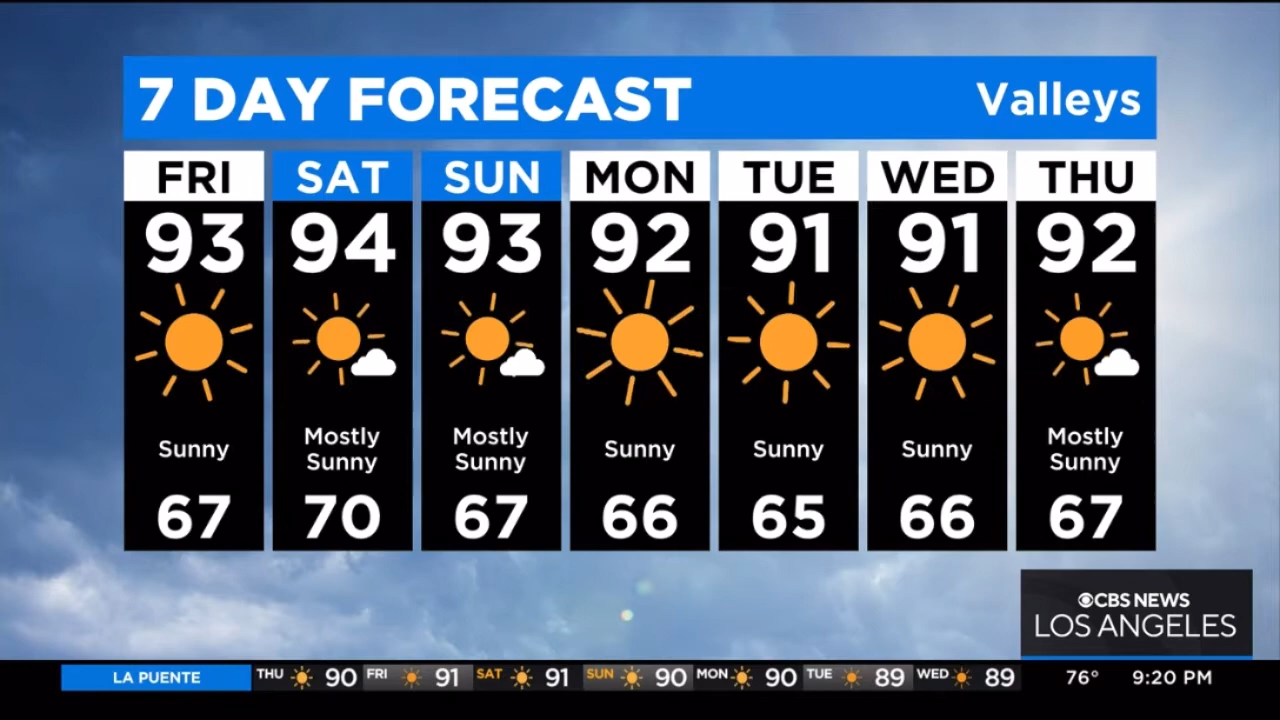 7 DAY FORECAST Valleys
FRI SAT SUN MON TUE WED THU
93 94 93 92 91 91 92
Sunny Mostly Sunny Mostly Sunny Sunny Sunny Sunny Mostly Sunny
67 70 67 66 65 66 67
CBS NEWS
LOS ANGELES
LA PUENTE THU 90 FRI 91 SAT 91 SUN 90 MON 90 TUE 89 WED 89 76° 9:20 PM